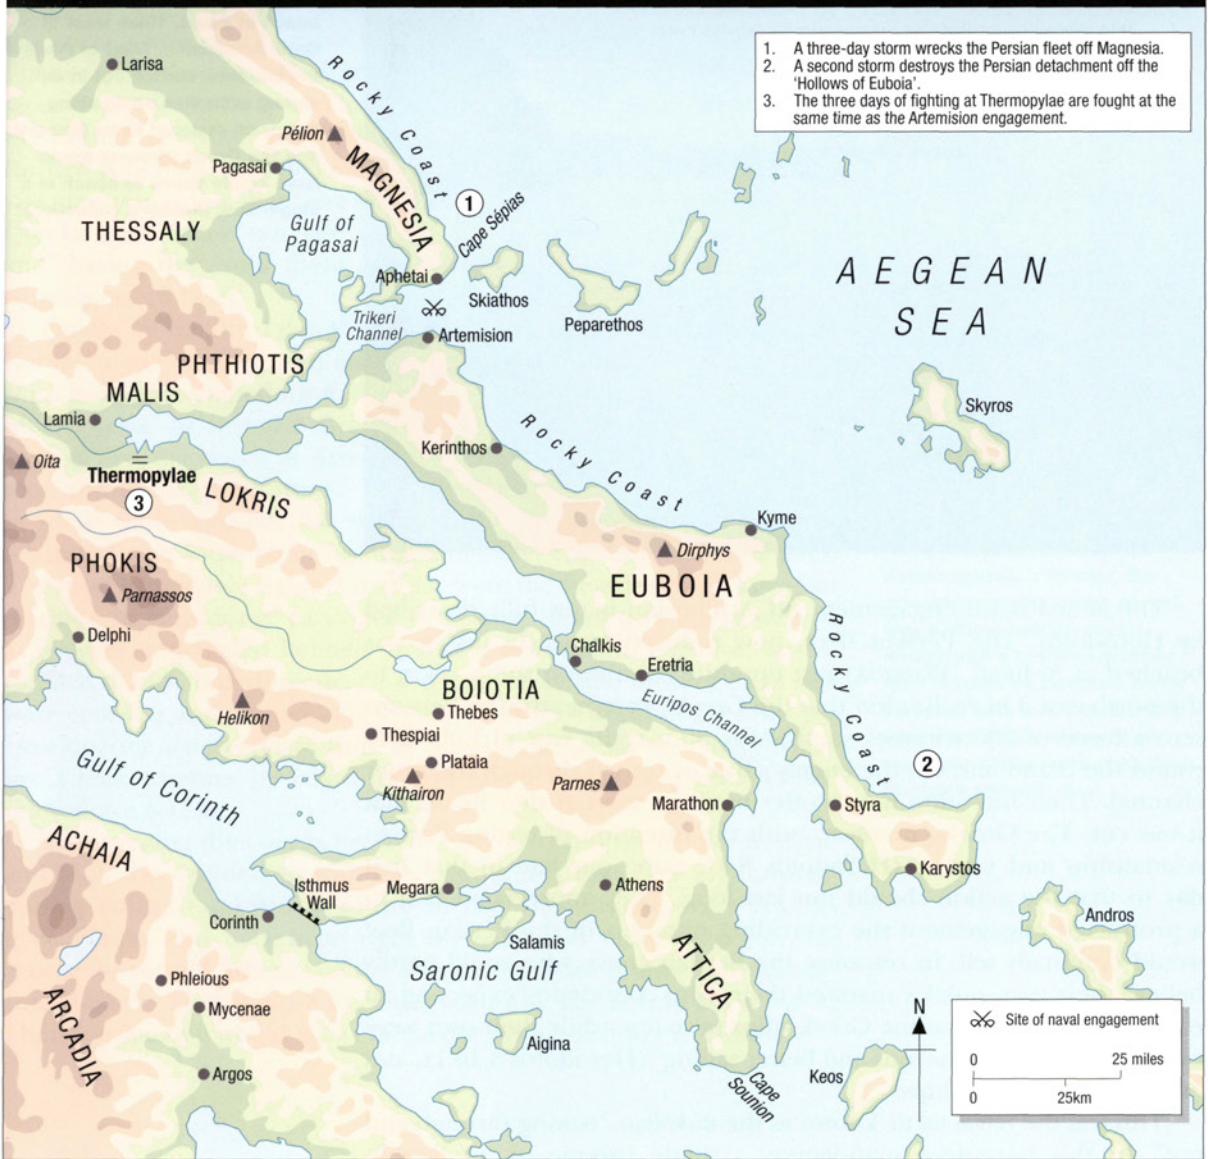 1. A three-day storm wrecks the Persian fleet off Magnesia.
2. A second storm destroys the Persian detachment off the
'Hollows of Euboia'.
3. The three days of fighting at Thermopylae are fought at the
same time as the Artemision engagement.
Larisa
Rocky Coast
Pélion
MAGNESIA
Pagasai
1
Cape Sépias
THESSALY
Gulf of
Pagasai
AEGEAN
SEA
Aphetai
Skiathos
Trikeri
Channel
Peparethos
Artemision
PHTHIOTIS
MALIS
Skyros
Lamia
Kerinthos
Rocky Coast
Oita
Thermopylae
3
LOKRIS
Kyme
Dirphys
PHOKIS
EUBOIA
Parnassos
Delphi
Rocky Coast
Chalkis
Eretria
BOIOTIA
Euripos Channel
Helikon
Thebes
Thespiai
Plataia
Kithairon
Parnes
2
Gulf of Corinth
Marathon
Styra
ACHAIA
Karystos
Isthmus
Wall
Megara
Athens
Corinth
Andros
Salamis
ATTICA
Saronic Gulf
Phleious
ARCADIA
Mycenae
Aigina
Argos
Cape
Sounion
Keos
N
Site of naval engagement
0 25 miles
0 25km